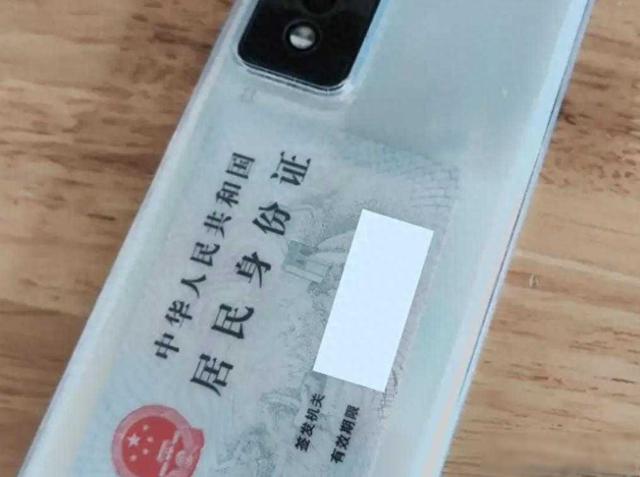 中华人民共和国
居民身份证
签发机关
有效期限